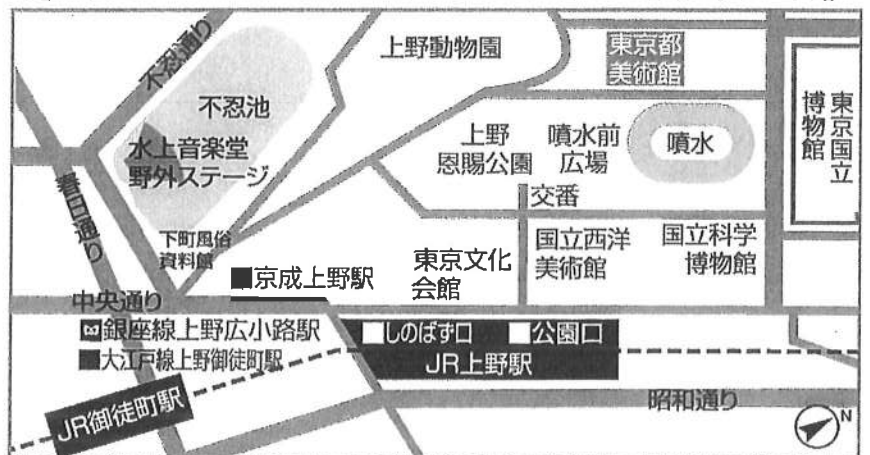 不忍通り
上野動物園
東京都
美術館
不忍池
水上音楽堂
野外ステージ
上野
恩賜公園
噴水前
広場
噴水
東京国立
博物館
交番
春日通り
下町風俗
資料館
国立西洋
美術館
国立科学
博物館
東京文化
会館
■京成上野駅
中央通り
銀座線上野広小路駅
■大江戸線上野御徒町駅
しのばず口
公園口
JR上野駅
JR御徒町駅
昭和通り
N